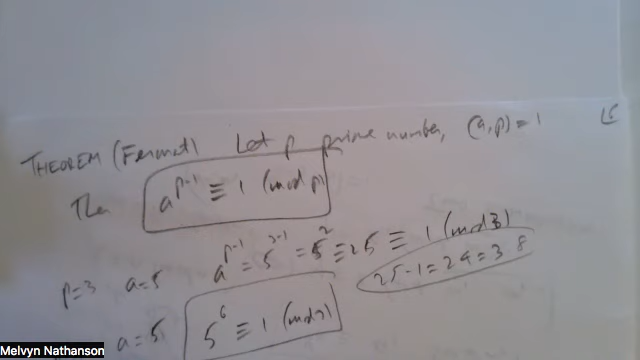 THEOREM (Fermat) Let p prime number, (a,p)=1
Then a^{p-1} ≡ 1 (mod p)
p=3 a=5 a^{p-1} = 5^{3-1} = 5^2 ≡ 25 ≡ 1 (mod 3)
25-1=24=3·8
a=5 5^6 ≡ 1 (mod 7)
Melvyn Nathanson